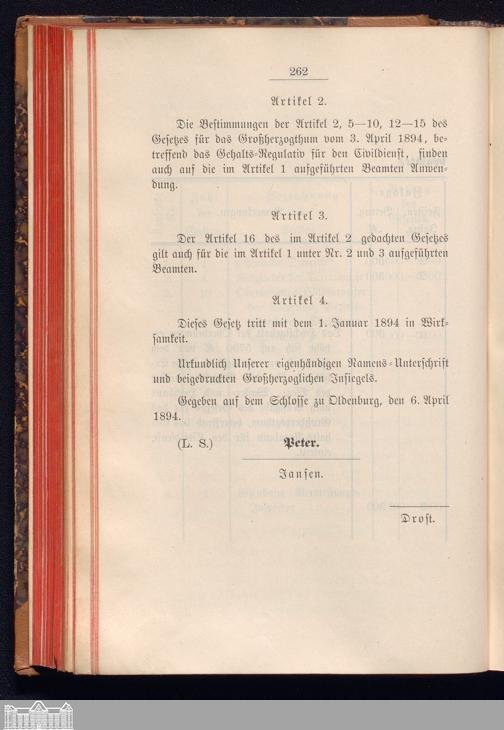 262
Artikel 2.
Die Bestimmungen der Artikel 2, 5—10, 12—15 des
Gesetzes für das Großherzogthum vom 3. April 1894, be-
treffend das Gehalts-Regulativ für den Civildienst, finden
auch auf die im Artikel 1 aufgeführten Beamten Anwen-
dung.
Artikel 3.
Der Artikel 16 des im Artikel 2 gedachten Gesetzes
gilt auch für die im Artikel 1 unter Nr. 2 und 3 aufgeführten
Beamten.
Artikel 4.
Dieses Gesetz tritt mit dem 1. Januar 1894 in Wirk-
samkeit.
Urkundlich Unserer eigenhändigen Namens-Unterschrift
und beigedruckten Großherzoglichen Insiegels.
Gegeben auf dem Schlosse zu Oldenburg, den 6. April
1894.
(L. S.) Peter.
Jansen.
Drost.